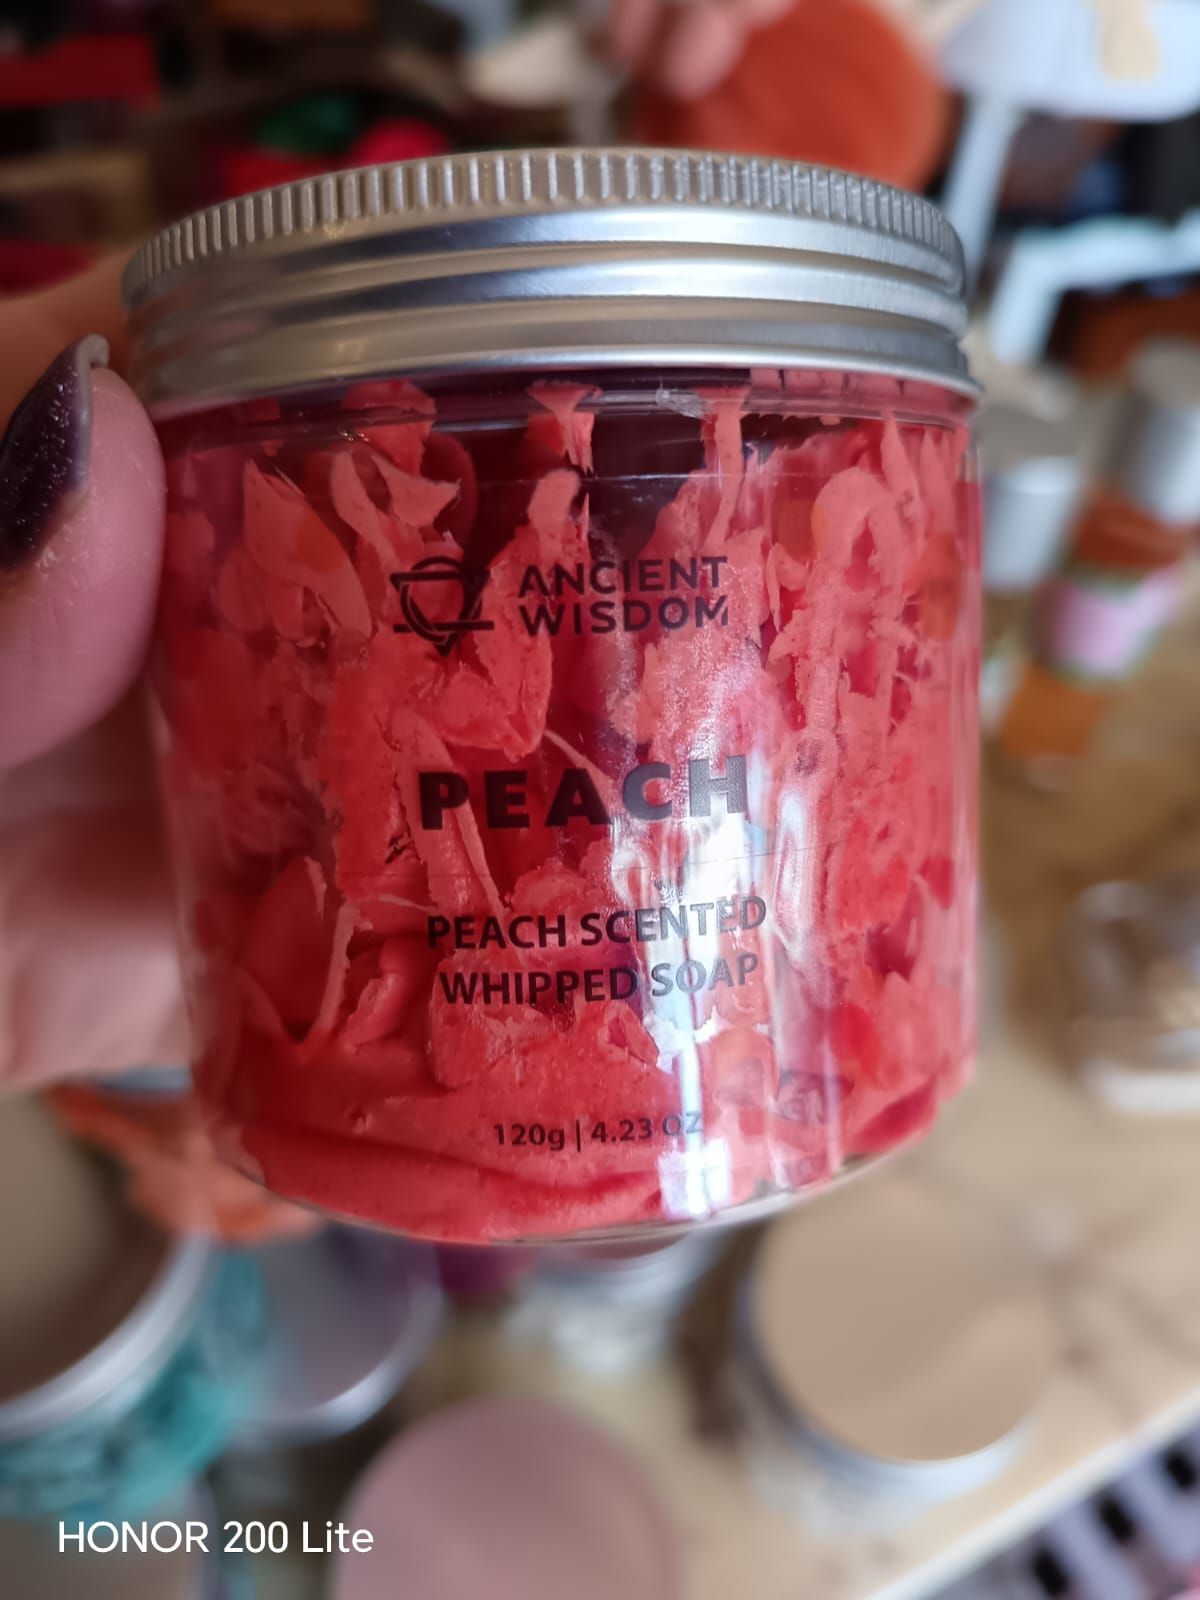 ANCIENT
WISDOM
PEACH
PEACH SCENTED
WHIPPED SOAP
120g | 4.23 OZ
HONOR 200 Lite